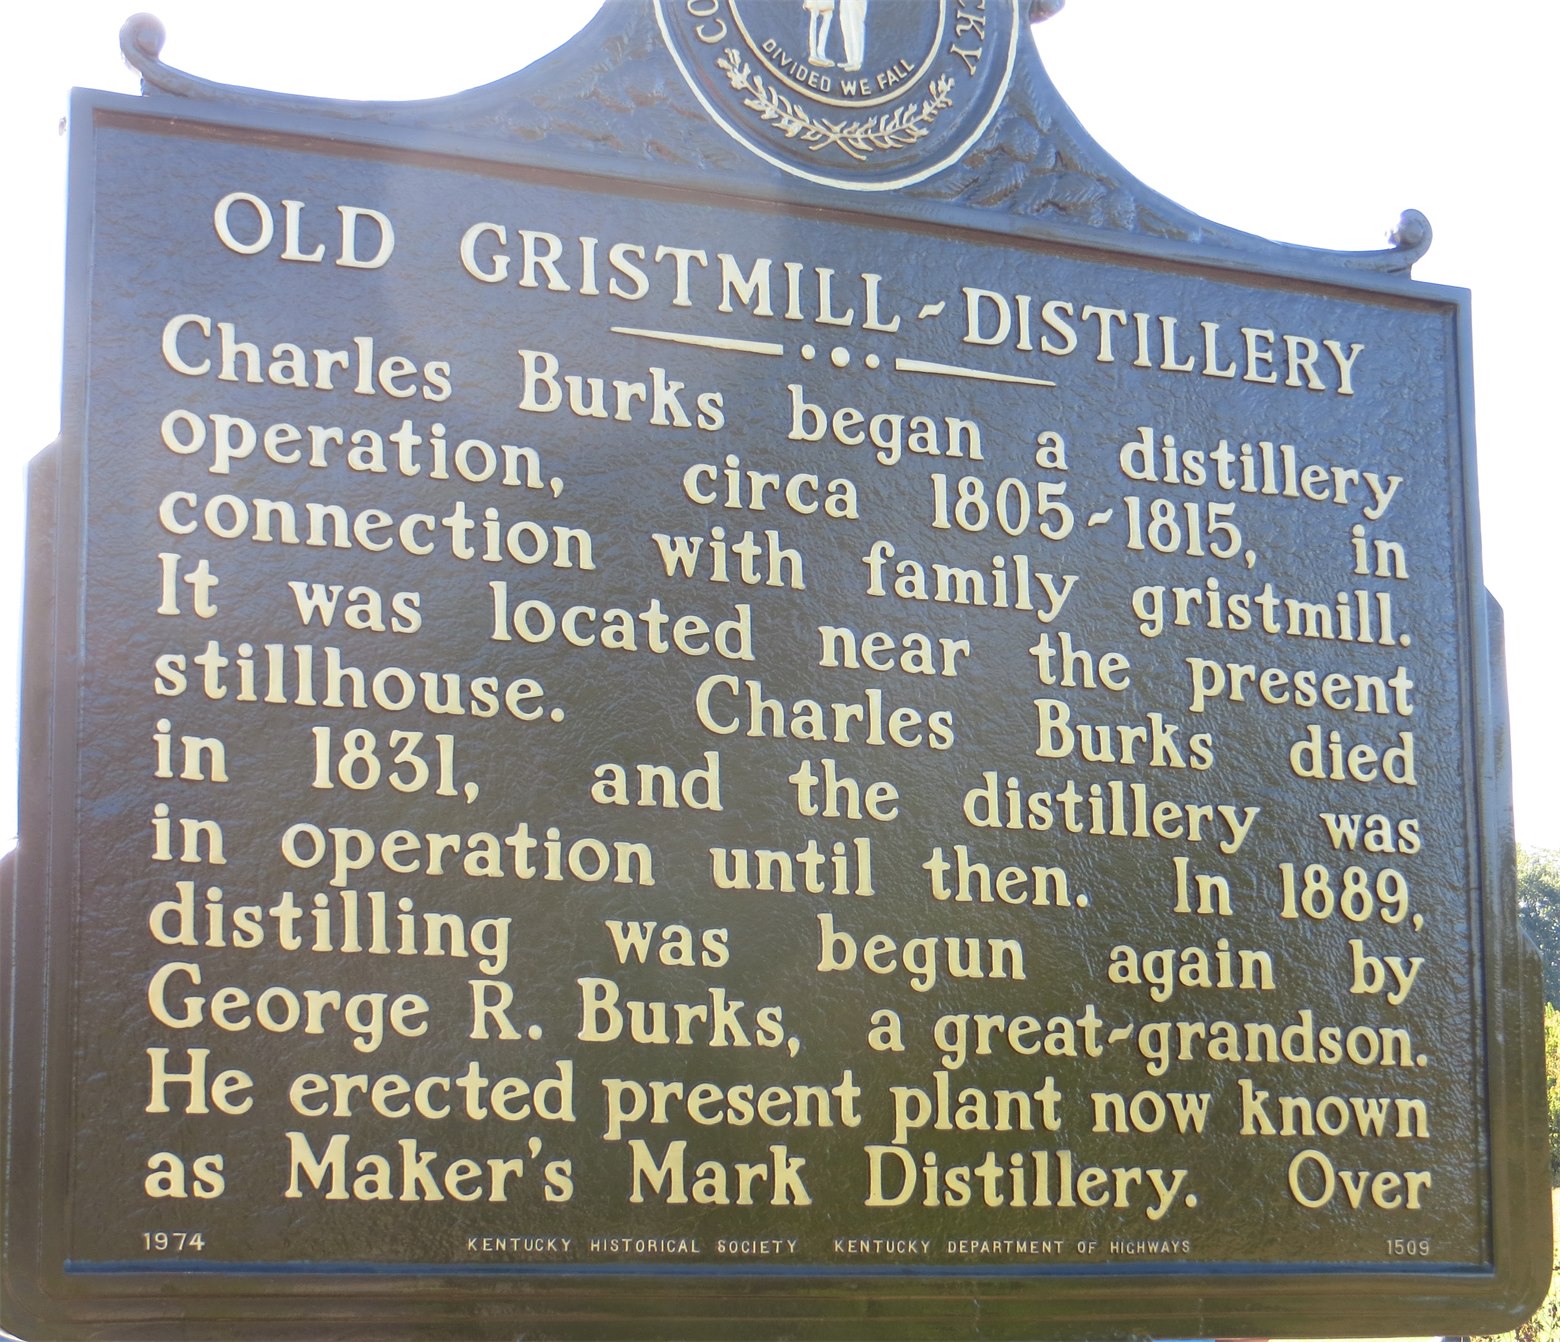 DIVIDED WE FALL
OLD GRISTMILL-DISTILLERY
Charles Burks began a distillery
operation, circa 1805-1815, in
connection with family gristmill.
It was located near the present
stillhouse. Charles Burks died
in 1831, and the distillery was
in operation until then. In 1889,
distilling was begun again by
George R. Burks, a great-grandson.
He erected present plant now known
as Maker's Mark Distillery. Over
1974 KENTUCKY HISTORICAL SOCIETY KENTUCKY DEPARTMENT OF HIGHWAYS 1509